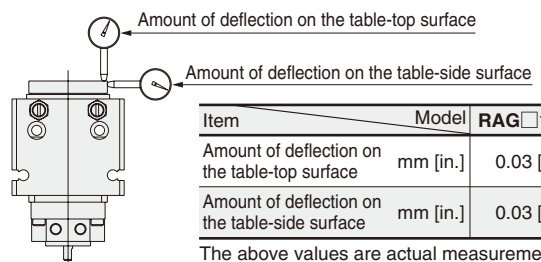 Amount of deflection on the table-top surface
Amount of deflection on the table-side surface
Item Model RAG□
Amount of deflection on
the table-top surface mm [in.] 0.03 [
Amount of deflection on
the table-side surface mm [in.] 0.03 [
The above values are actual